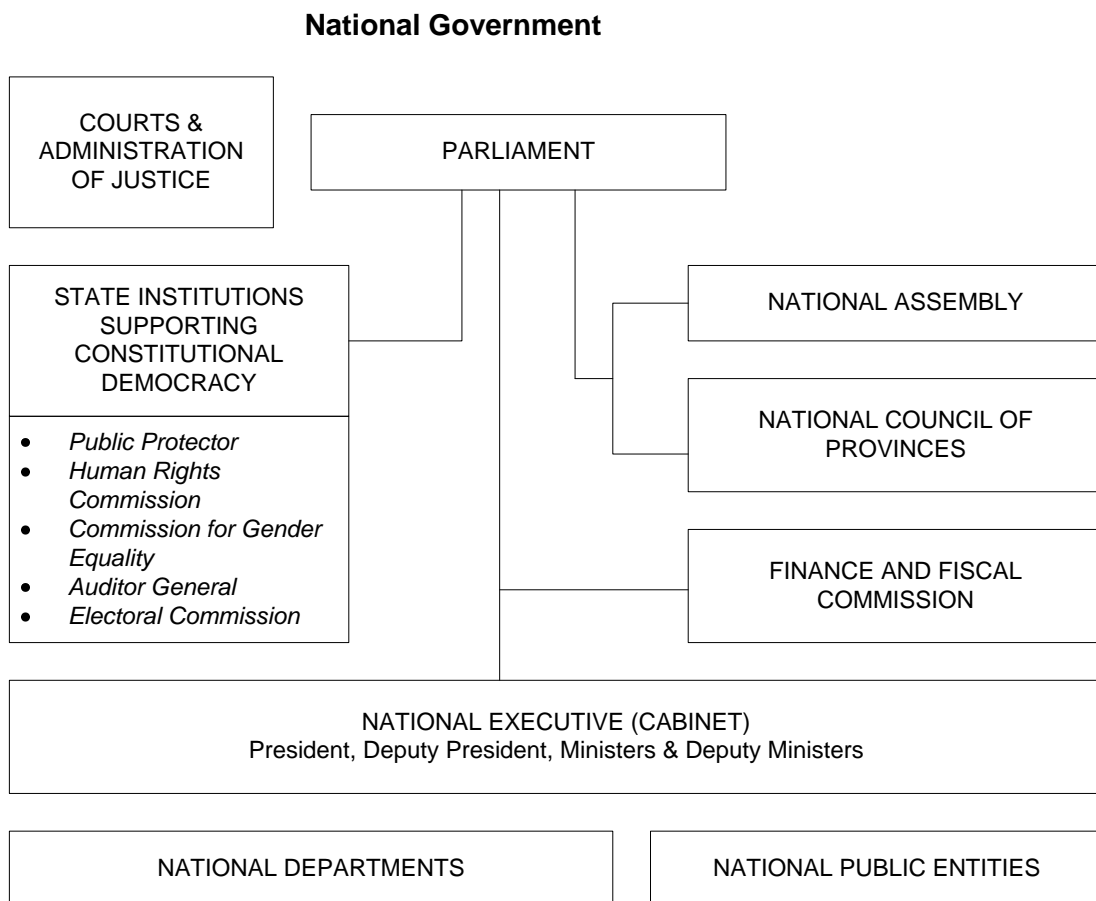 National Government
COURTS &
ADMINISTRATION
OF JUSTICE
PARLIAMENT
STATE INSTITUTIONS
SUPPORTING
CONSTITUTIONAL
DEMOCRACY
• Public Protector
• Human Rights
Commission
• Commission for Gender
Equality
• Auditor General
• Electoral Commission
NATIONAL ASSEMBLY
NATIONAL COUNCIL OF
PROVINCES
FINANCE AND FISCAL
COMMISSION
NATIONAL EXECUTIVE (CABINET)
President, Deputy President, Ministers & Deputy Ministers
NATIONAL DEPARTMENTS
NATIONAL PUBLIC ENTITIES